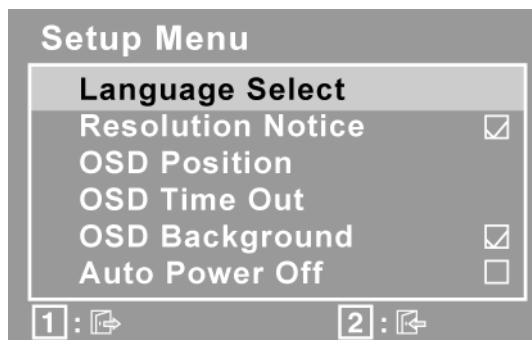 Setup Menu
Language Select
Resolution Notice
OSD Position
OSD Time Out
OSD Background
Auto Power Off
1 :
2 :